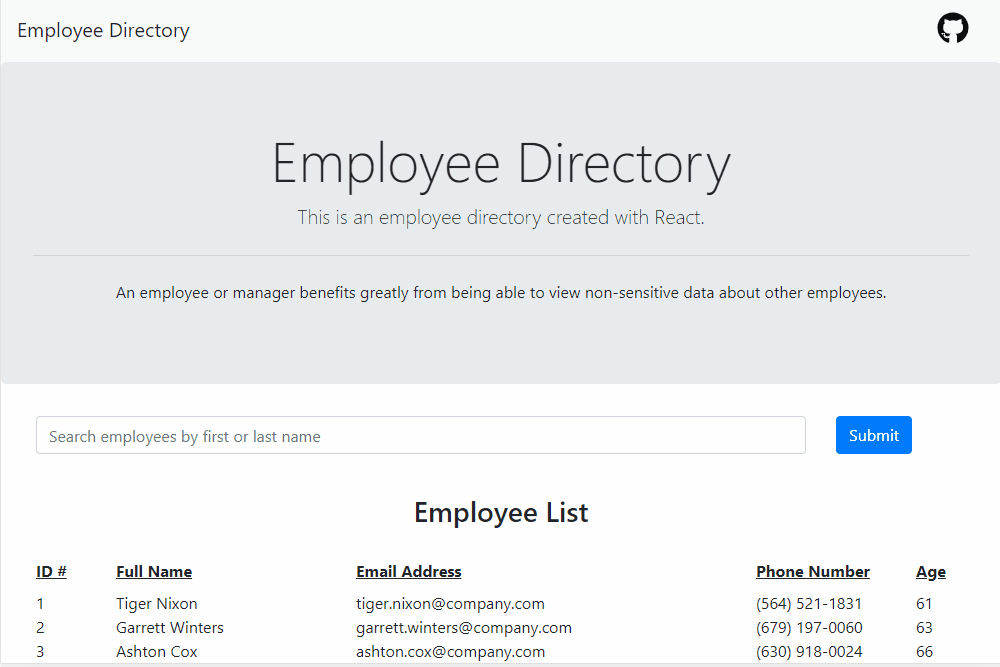 Employee Directory
Employee Directory
This is an employee directory created with React.
An employee or manager benefits greatly from being able to view non-sensitive data about other employees.
Search employees by first or last name Submit
Employee List
ID # Full Name Email Address Phone Number Age
1 Tiger Nixon tiger.nixon@company.com (564) 521-1831 61
2 Garrett Winters garrett.winters@company.com (679) 197-0060 63
3 Ashton Cox ashton.cox@company.com (630) 918-0024 66